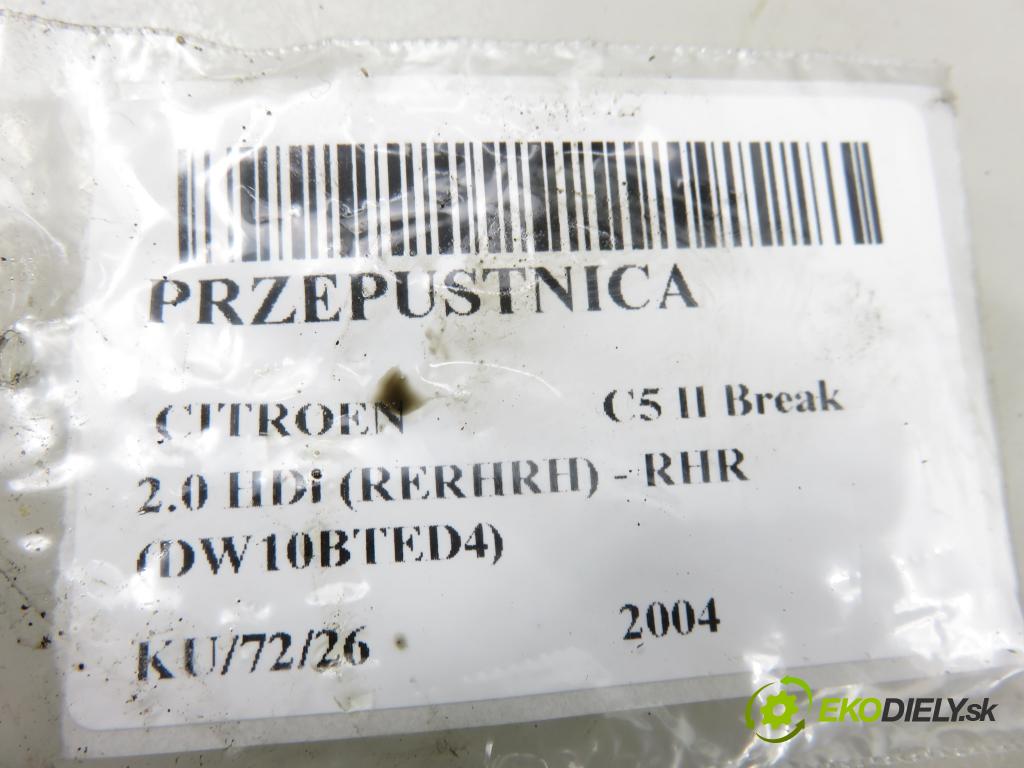 PRZEPUSTNICA
CITROEN C5 II Break
2.0 HDi (RERHRH) - RHR
(DW10BTED4)
KU/72/26 2004
EKODIELY.sk